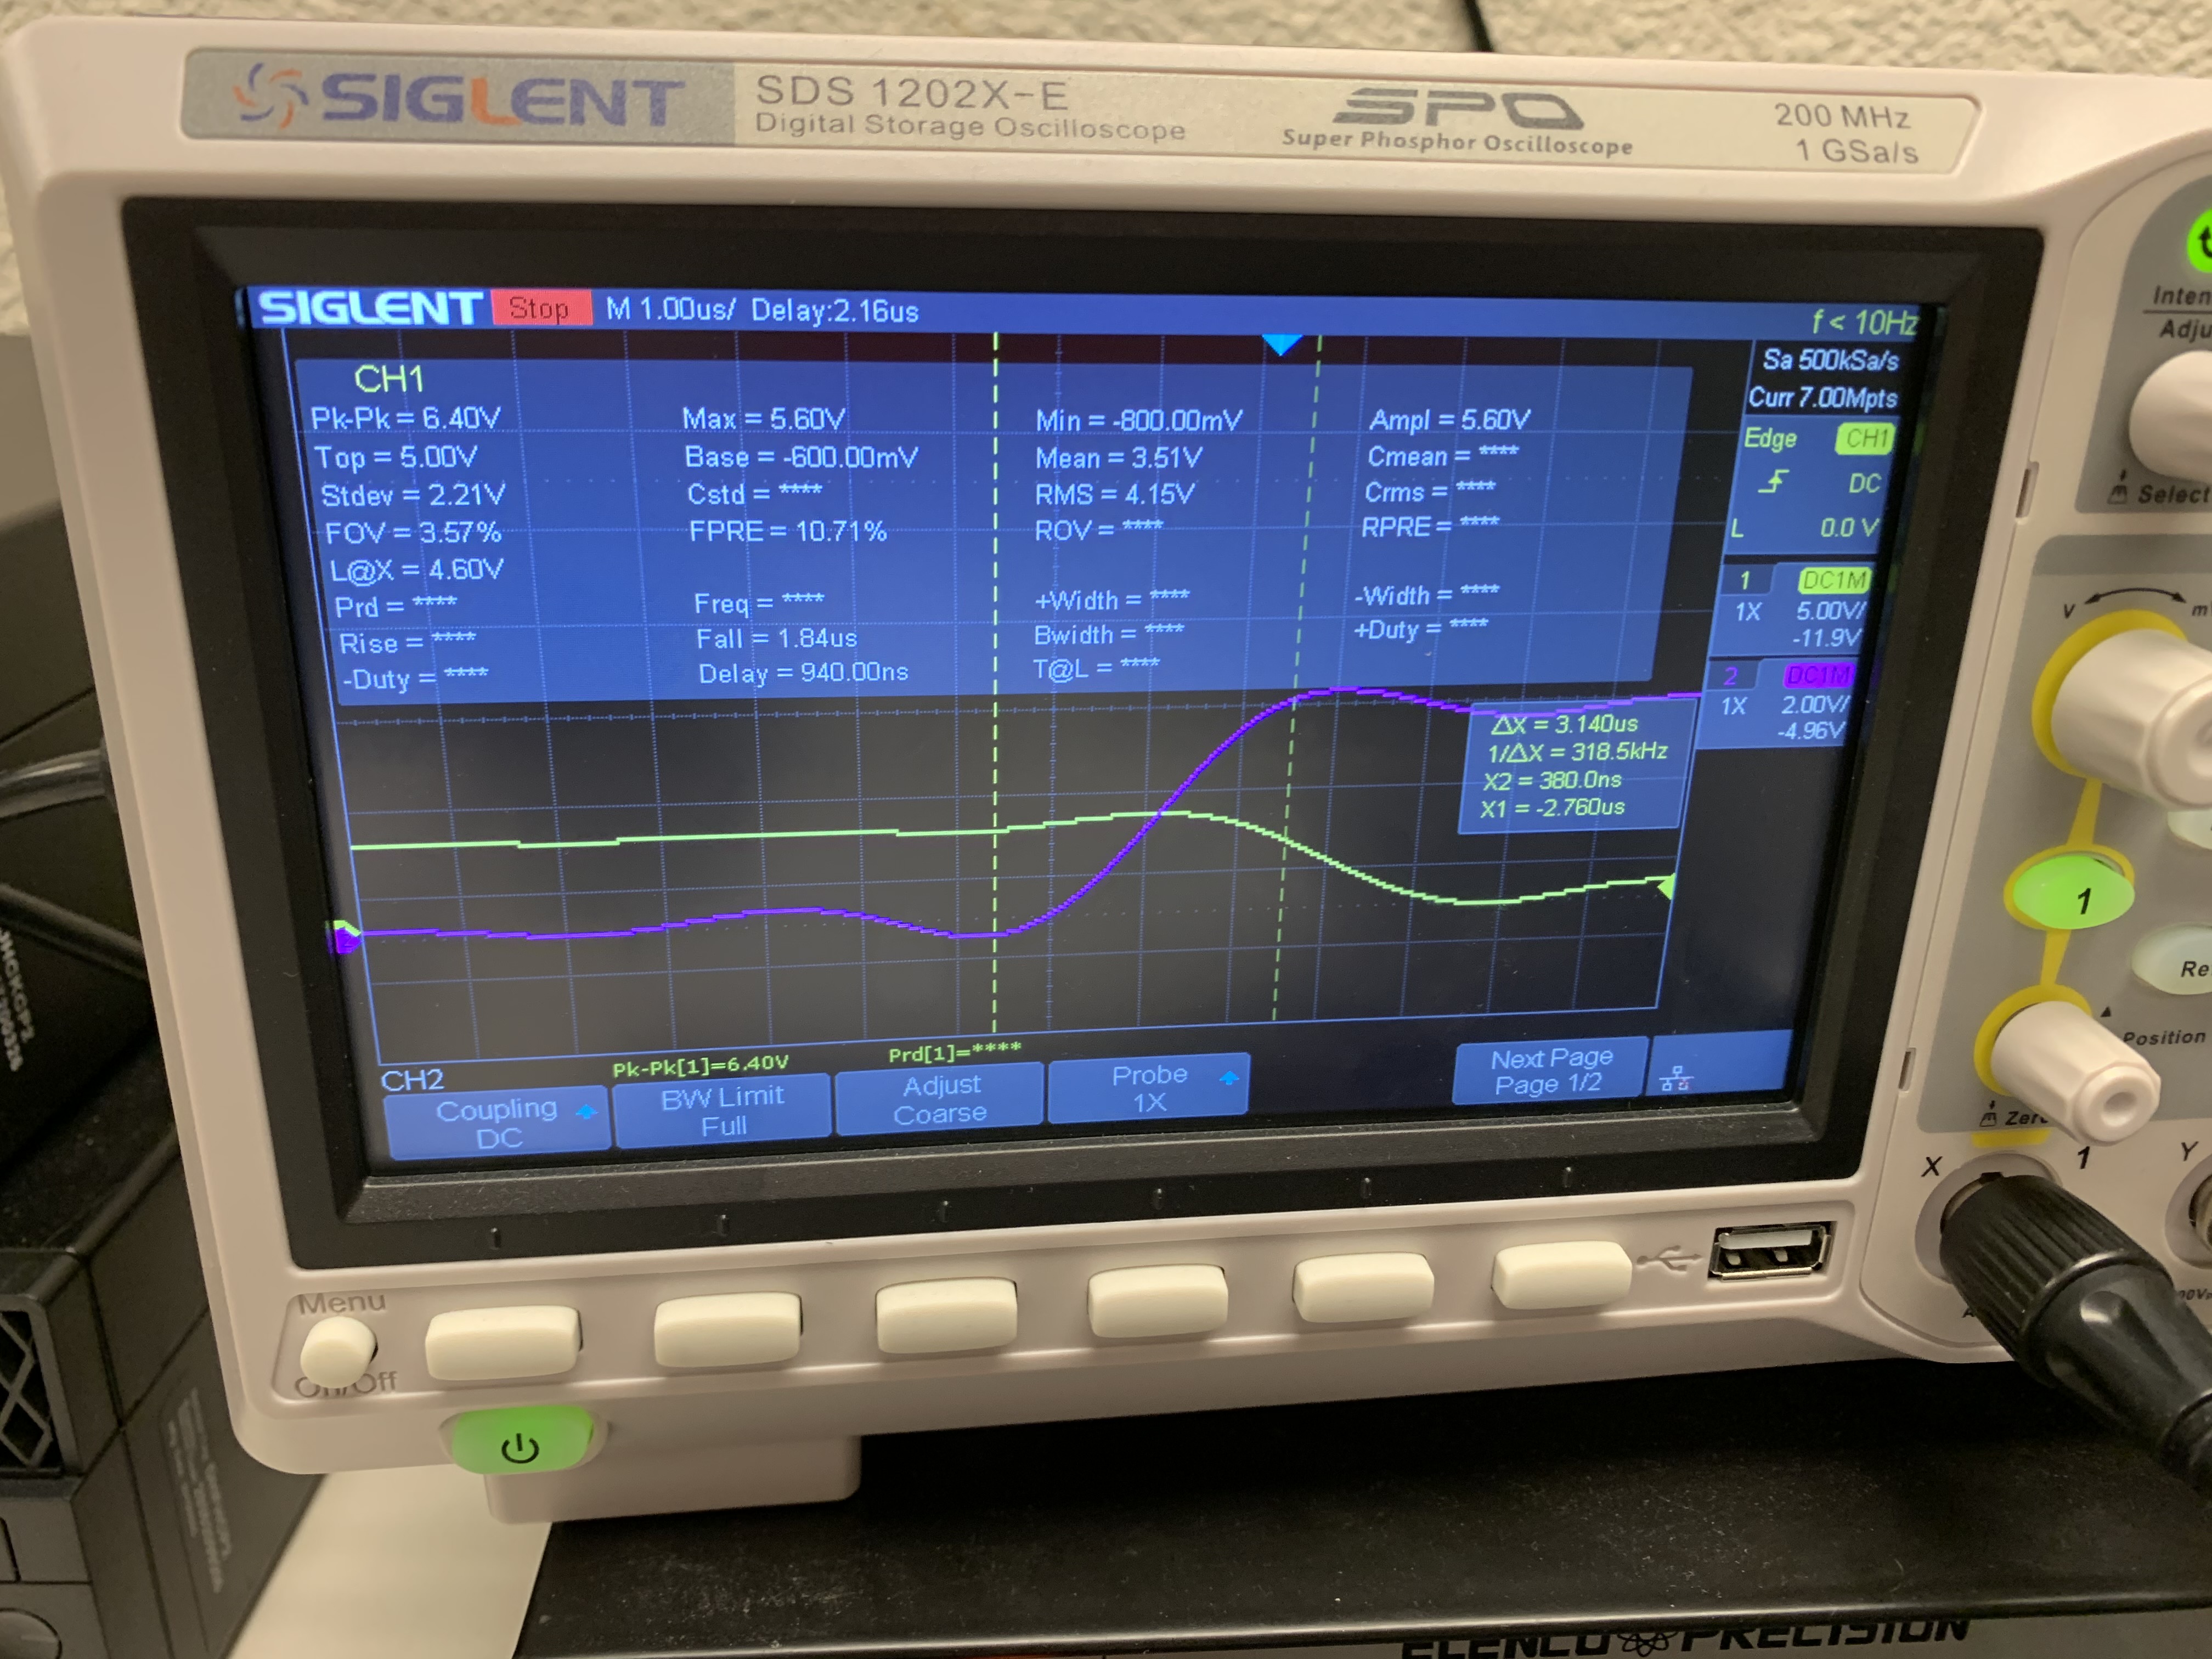 SIGLENT
SDS 1202X-E
Digital Storage Oscilloscope
SPO
Super Phosphor Oscilloscope
200 MHz
1 GSa/s
SIGLENT Stop M 1.00us/ Delay:2.16us
f < 10Hz
Sa 500kSa/s
Curr 7.00Mpts
Edge CH1
DC
L 0.0 V
1 DC1M
1X 5.00V/
-11.9V
2 DC1M
1X 2.00V/
-4.96V
CH1
Pk-Pk = 6.40V Max = 5.60V Min = -800.00mV Ampl = 5.60V
Top = 5.00V Base = -600.00mV Mean = 3.51V Cmean = ****
Stdev = 2.21V Cstd = **** RMS = 4.15V Crms = ****
FOV = 3.57% FPRE = 10.71% ROV = **** RPRE = ****
L@X = 4.60V
Prd = **** Freq = **** +Width = **** -Width = ****
Rise = **** Fall = 1.84us Bwidth = **** +Duty = ****
-Duty = **** Delay = 940.00ns T@L = ****
ΔX = 3.140us
1/ΔX = 318.5kHz
X2 = 380.0ns
X1 = -2.760us
2
Pk-Pk[1]=6.40V Prd[1]=****
CH2
Coupling
DC
BW Limit
Full
Adjust
Coarse
Probe
1X
Next Page
Page 1/2
Menu
On/Off
Select
V
1
Position
1
X
Y
ELENCO PRECISION